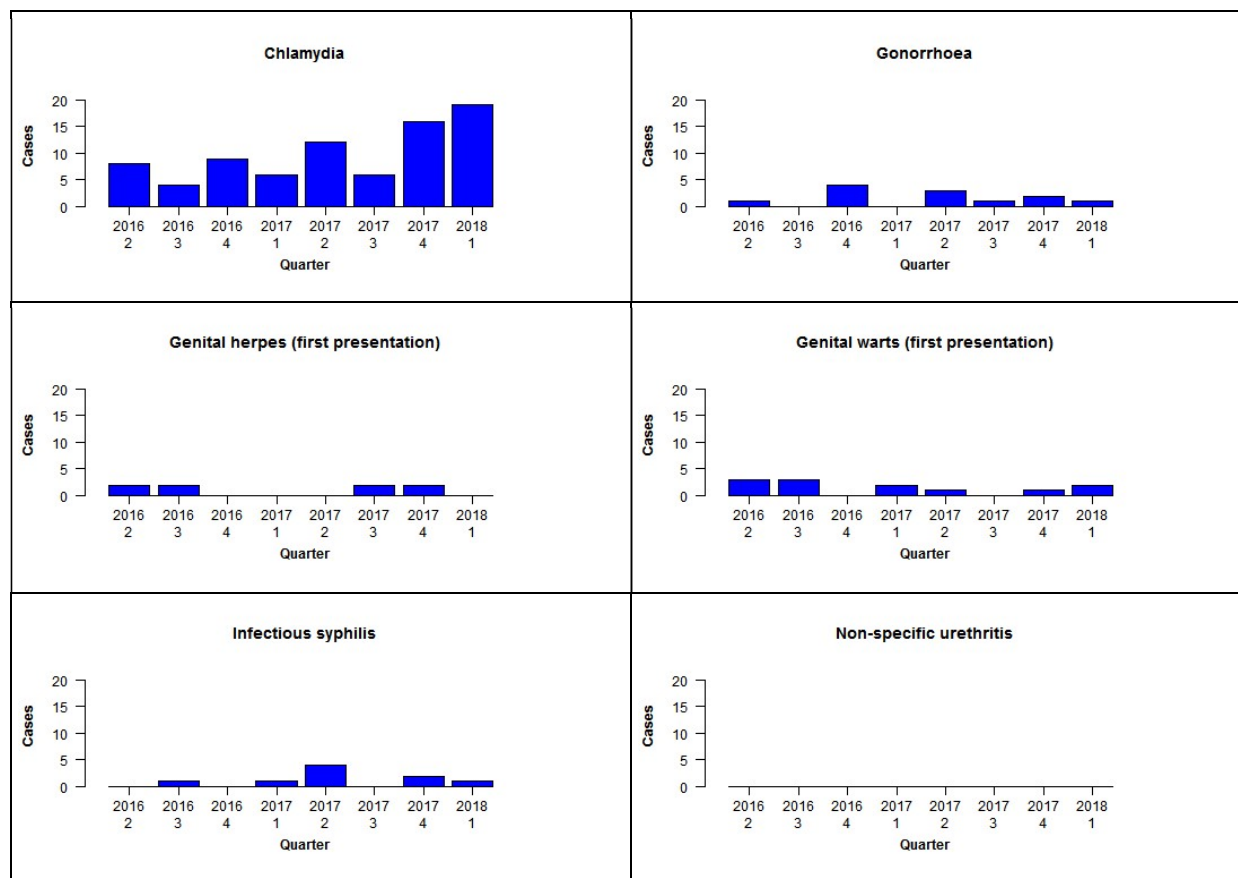 Chlamydia
20
15
10
5
0
Cases
2016 2016 2016 2017 2017 2017 2017 2018
2 3 4 1 2 3 4 1
Quarter
Gonorrhoea
20
15
10
5
0
Cases
2016 2016 2016 2017 2017 2017 2017 2018
2 3 4 1 2 3 4 1
Quarter
Genital herpes (first presentation)
20
15
10
5
0
Cases
2016 2016 2016 2017 2017 2017 2017 2018
2 3 4 1 2 3 4 1
Quarter
Genital warts (first presentation)
20
15
10
5
0
Cases
2016 2016 2016 2017 2017 2017 2017 2018
2 3 4 1 2 3 4 1
Quarter
Infectious syphilis
20
15
10
5
0
Cases
2016 2016 2016 2017 2017 2017 2017 2018
2 3 4 1 2 3 4 1
Quarter
Non-specific urethritis
20
15
10
5
0
Cases
2016 2016 2016 2017 2017 2017 2017 2018
2 3 4 1 2 3 4 1
Quarter